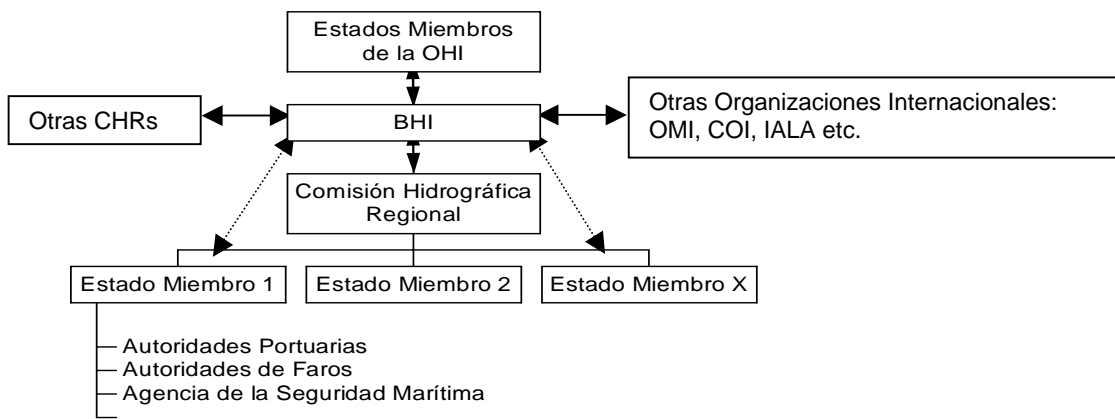 Estados Miembros
de la OHI
Otras CHRs
BHI
Otras Organizaciones Internacionales:
OMI, COI, IALA etc.
Comisión Hidrográfica
Regional
Estado Miembro 1
Estado Miembro 2
Estado Miembro X
Autoridades Portuarias
Autoridades de Faros
Agencia de la Seguridad Marítima